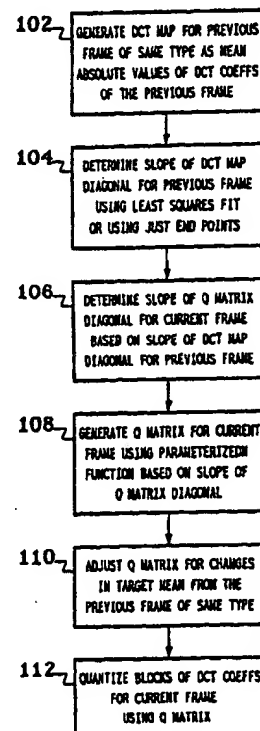 102
GENERATE DCT MAP FOR PREVIOUS
FRAME OF SAME TYPE AS MEAN
ABSOLUTE VALUES OF DCT COEFFS
OF THE PREVIOUS FRAME
104
DETERMINE SLOPE OF DCT MAP
DIAGONAL FOR PREVIOUS FRAME
USING LEAST SQUARES FIT
OR USING JUST END POINTS
106
DETERMINE SLOPE OF Q MATRIX
DIAGONAL FOR CURRENT FRAME
BASED ON SLOPE OF DCT MAP
DIAGONAL FOR PREVIOUS FRAME
108
GENERATE Q MATRIX FOR CURRENT
FRAME USING PARAMETERIZEDN
FUNCTION BASED ON SLOPE OF
Q MATRIX DIAGONAL
110
ADJUST Q MATRIX FOR CHANGES
IN TARGET MEAN FROM THE
PREVIOUS FRAME OF SAME TYPE
112
QUANTIZE BLOCKS OF DCT COEFFS
FOR CURRENT FRAME
USING Q MATRIX